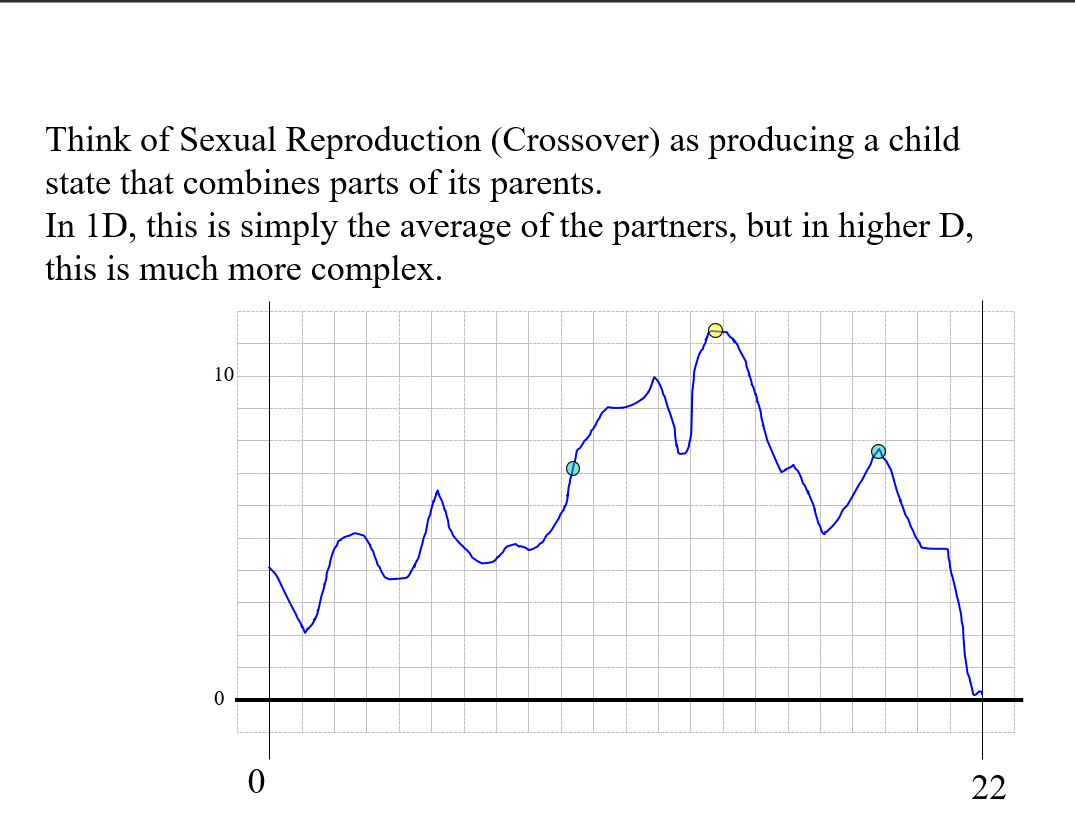 Think of Sexual Reproduction (Crossover) as producing a child
state that combines parts of its parents.
In 1D, this is simply the average of the partners, but in higher D,
this is much more complex.
10
0
0
22